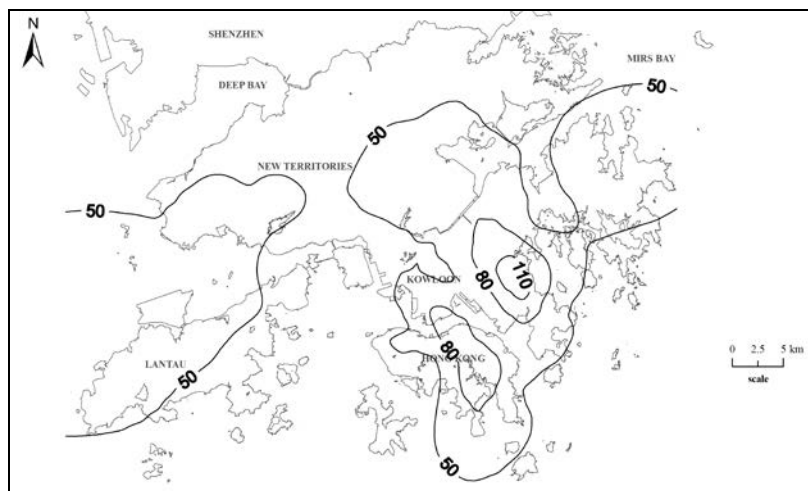 N
SHENZHEN
MIRS BAY
DEEP BAY
50
50
NEW TERRITORIES
50
80
110
KOWLOON
80
HONG KONG
LANTAU
50
0 2.5 5 km
scale
50